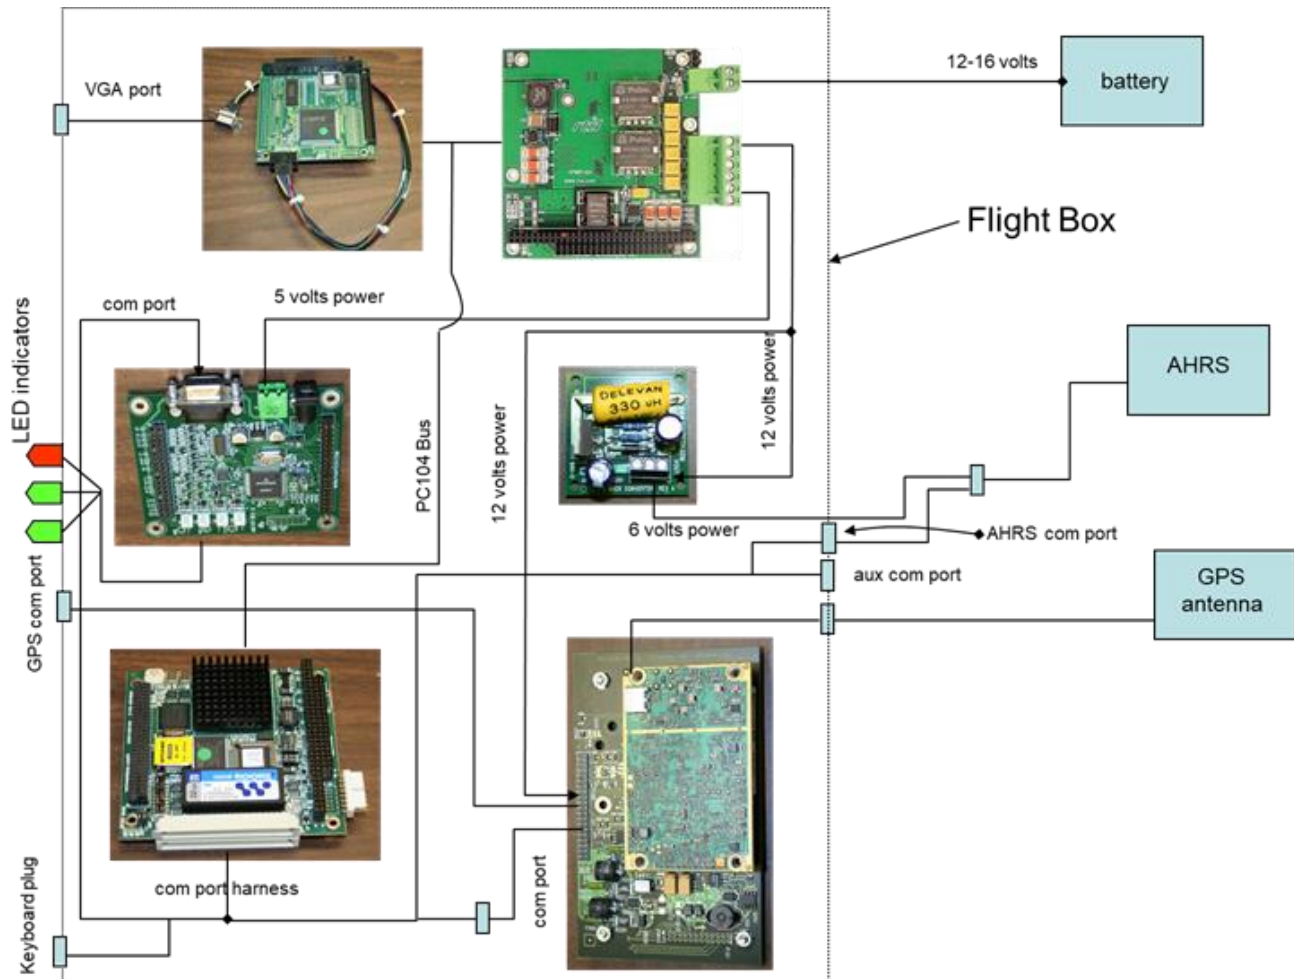 12-16 volts
battery
VGA port
Flight Box
com port
5 volts power
AHRS
LED indicators
DELEVAN
330 uH
12 volts power
12 volts power
PC104 Bus
6 volts power
AHRS com port
aux com port
GPS
antenna
GPS com port
com port harness
com port
Keyboard plug